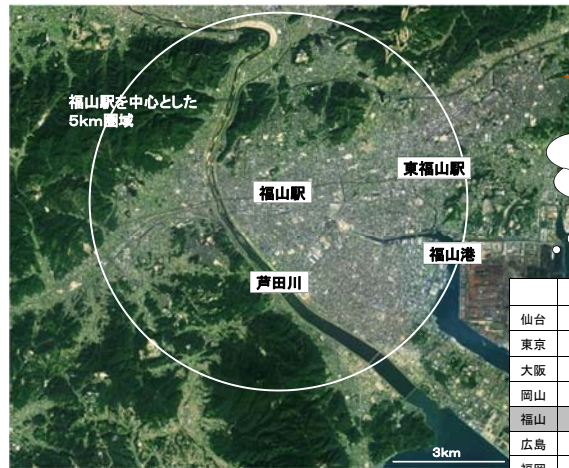 福山駅を中心とした
5km圏域
東福山駅
福山駅
福山港
芦田川
仙台
東京
大阪
岡山
福山
広島
福岡
3km